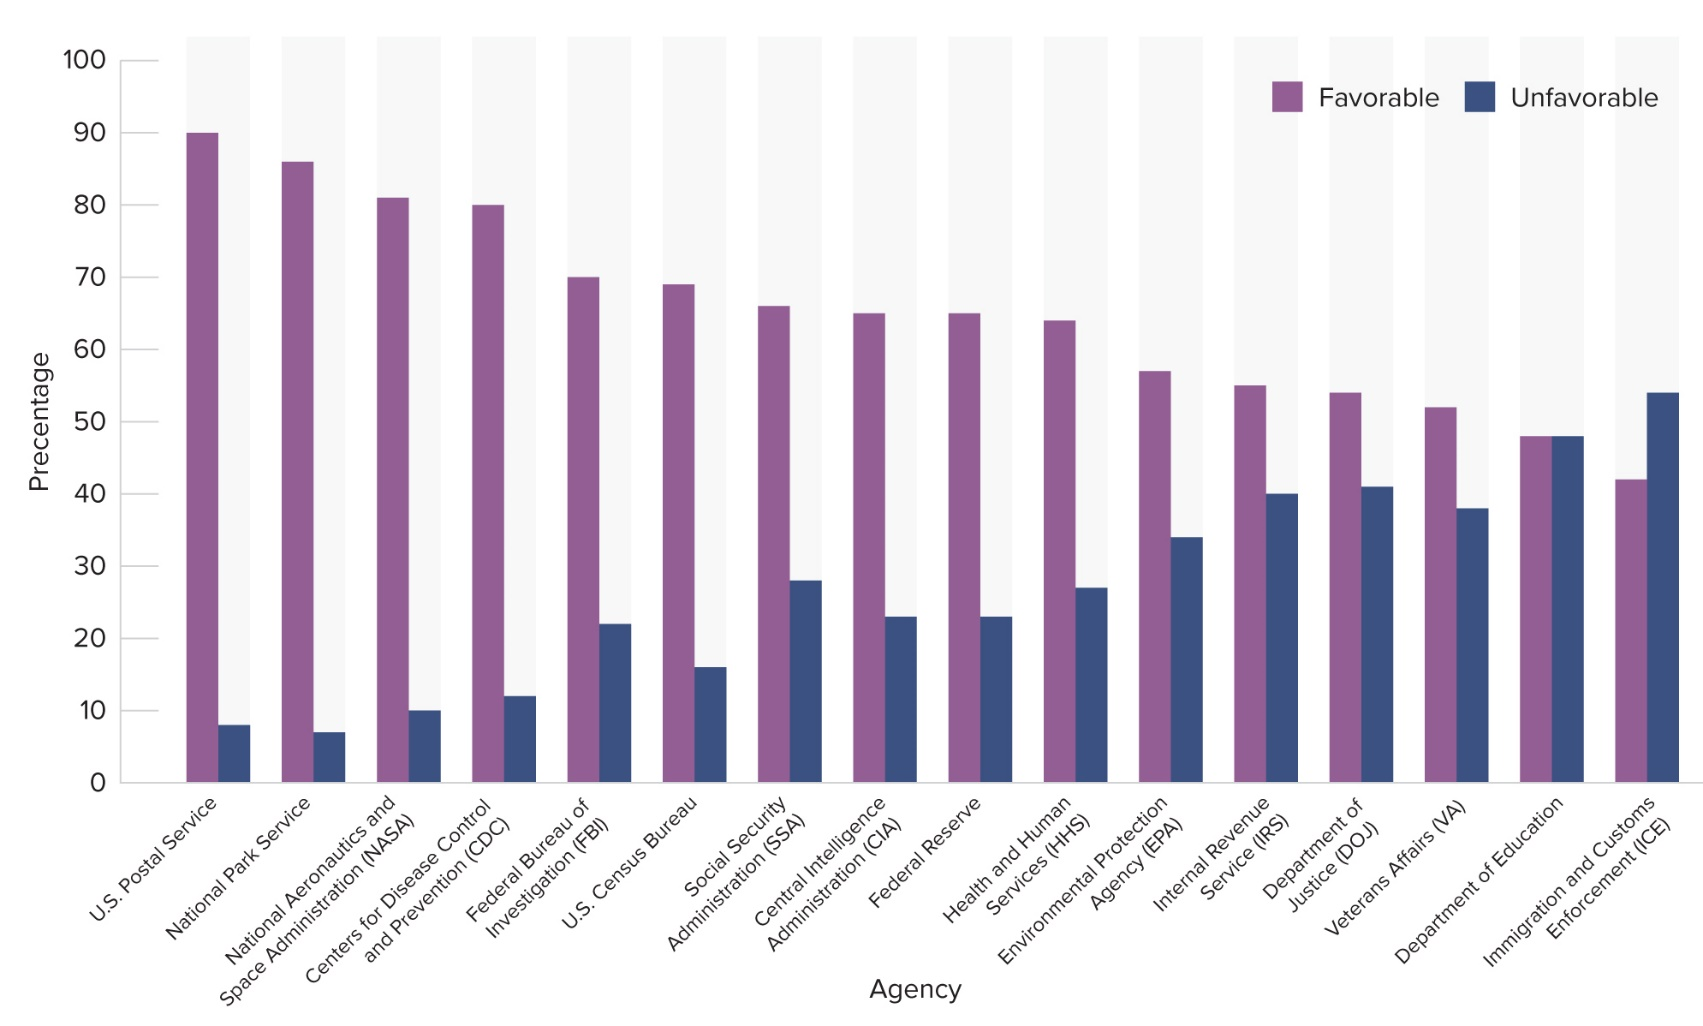 100
90
80
70
60
50
40
30
20
10
0
Precentage
Favorable
Unfavorable
U.S. Postal Service
National Park Service
National Aeronautics and
Space Administration (NASA)
Centers for Disease Control
and Prevention (CDC)
Federal Bureau of
Investigation (FBI)
U.S. Census Bureau
Social Security
Administration (SSA)
Central Intelligence
Administration (CIA)
Federal Reserve
Health and Human
Services (HHS)
Environmental Protection
Agency (EPA)
Internal Revenue
Service (IRS)
Department of
Justice (DOJ)
Veterans Affairs (VA)
Department of Education
Immigration and Customs
Enforcement (ICE)
Agency